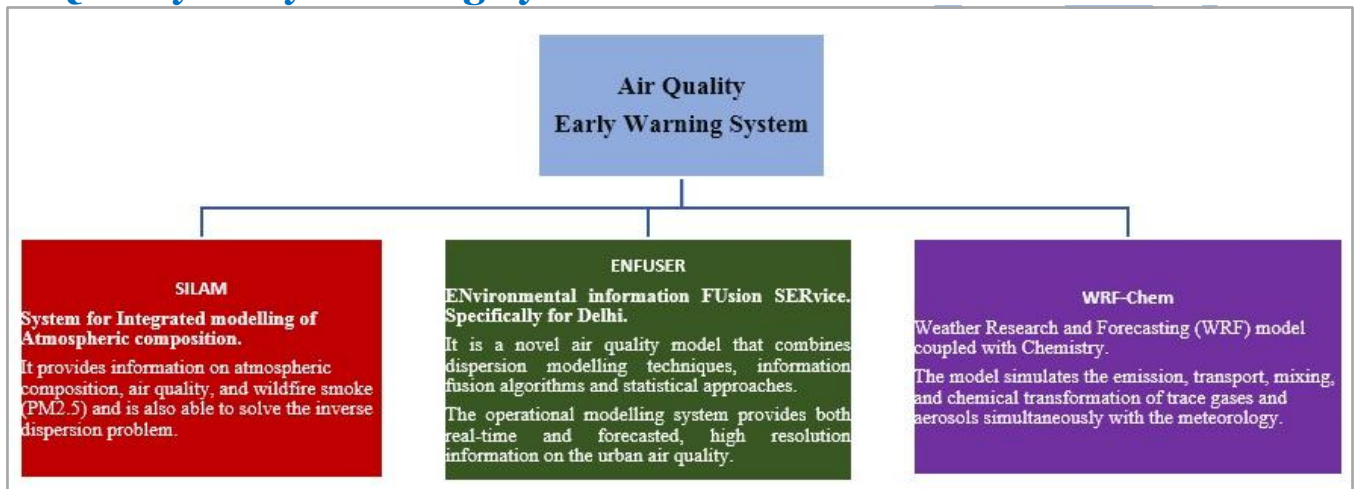 Air Quality
Early Warning System
SILAM
System for Integrated modelling of
Atmospheric composition.
It provides information on atmospheric
composition, air quality, and wildfire smoke
(PM2.5) and is also able to solve the inverse
dispersion problem.
ENFUSER
ENvironmental information FUsion SERvice.
Specifically for Delhi.
It is a novel air quality model that combines
dispersion modelling techniques, information
fusion algorithms and statistical approaches.
The operational modelling system provides both
real-time and forecasted, high resolution
information on the urban air quality.
WRF-Chem
Weather Research and Forecasting (WRF) model
coupled with Chemistry.
The model simulates the emission, transport, mixing,
and chemical transformation of trace gases and
aerosols simultaneously with the meteorology.